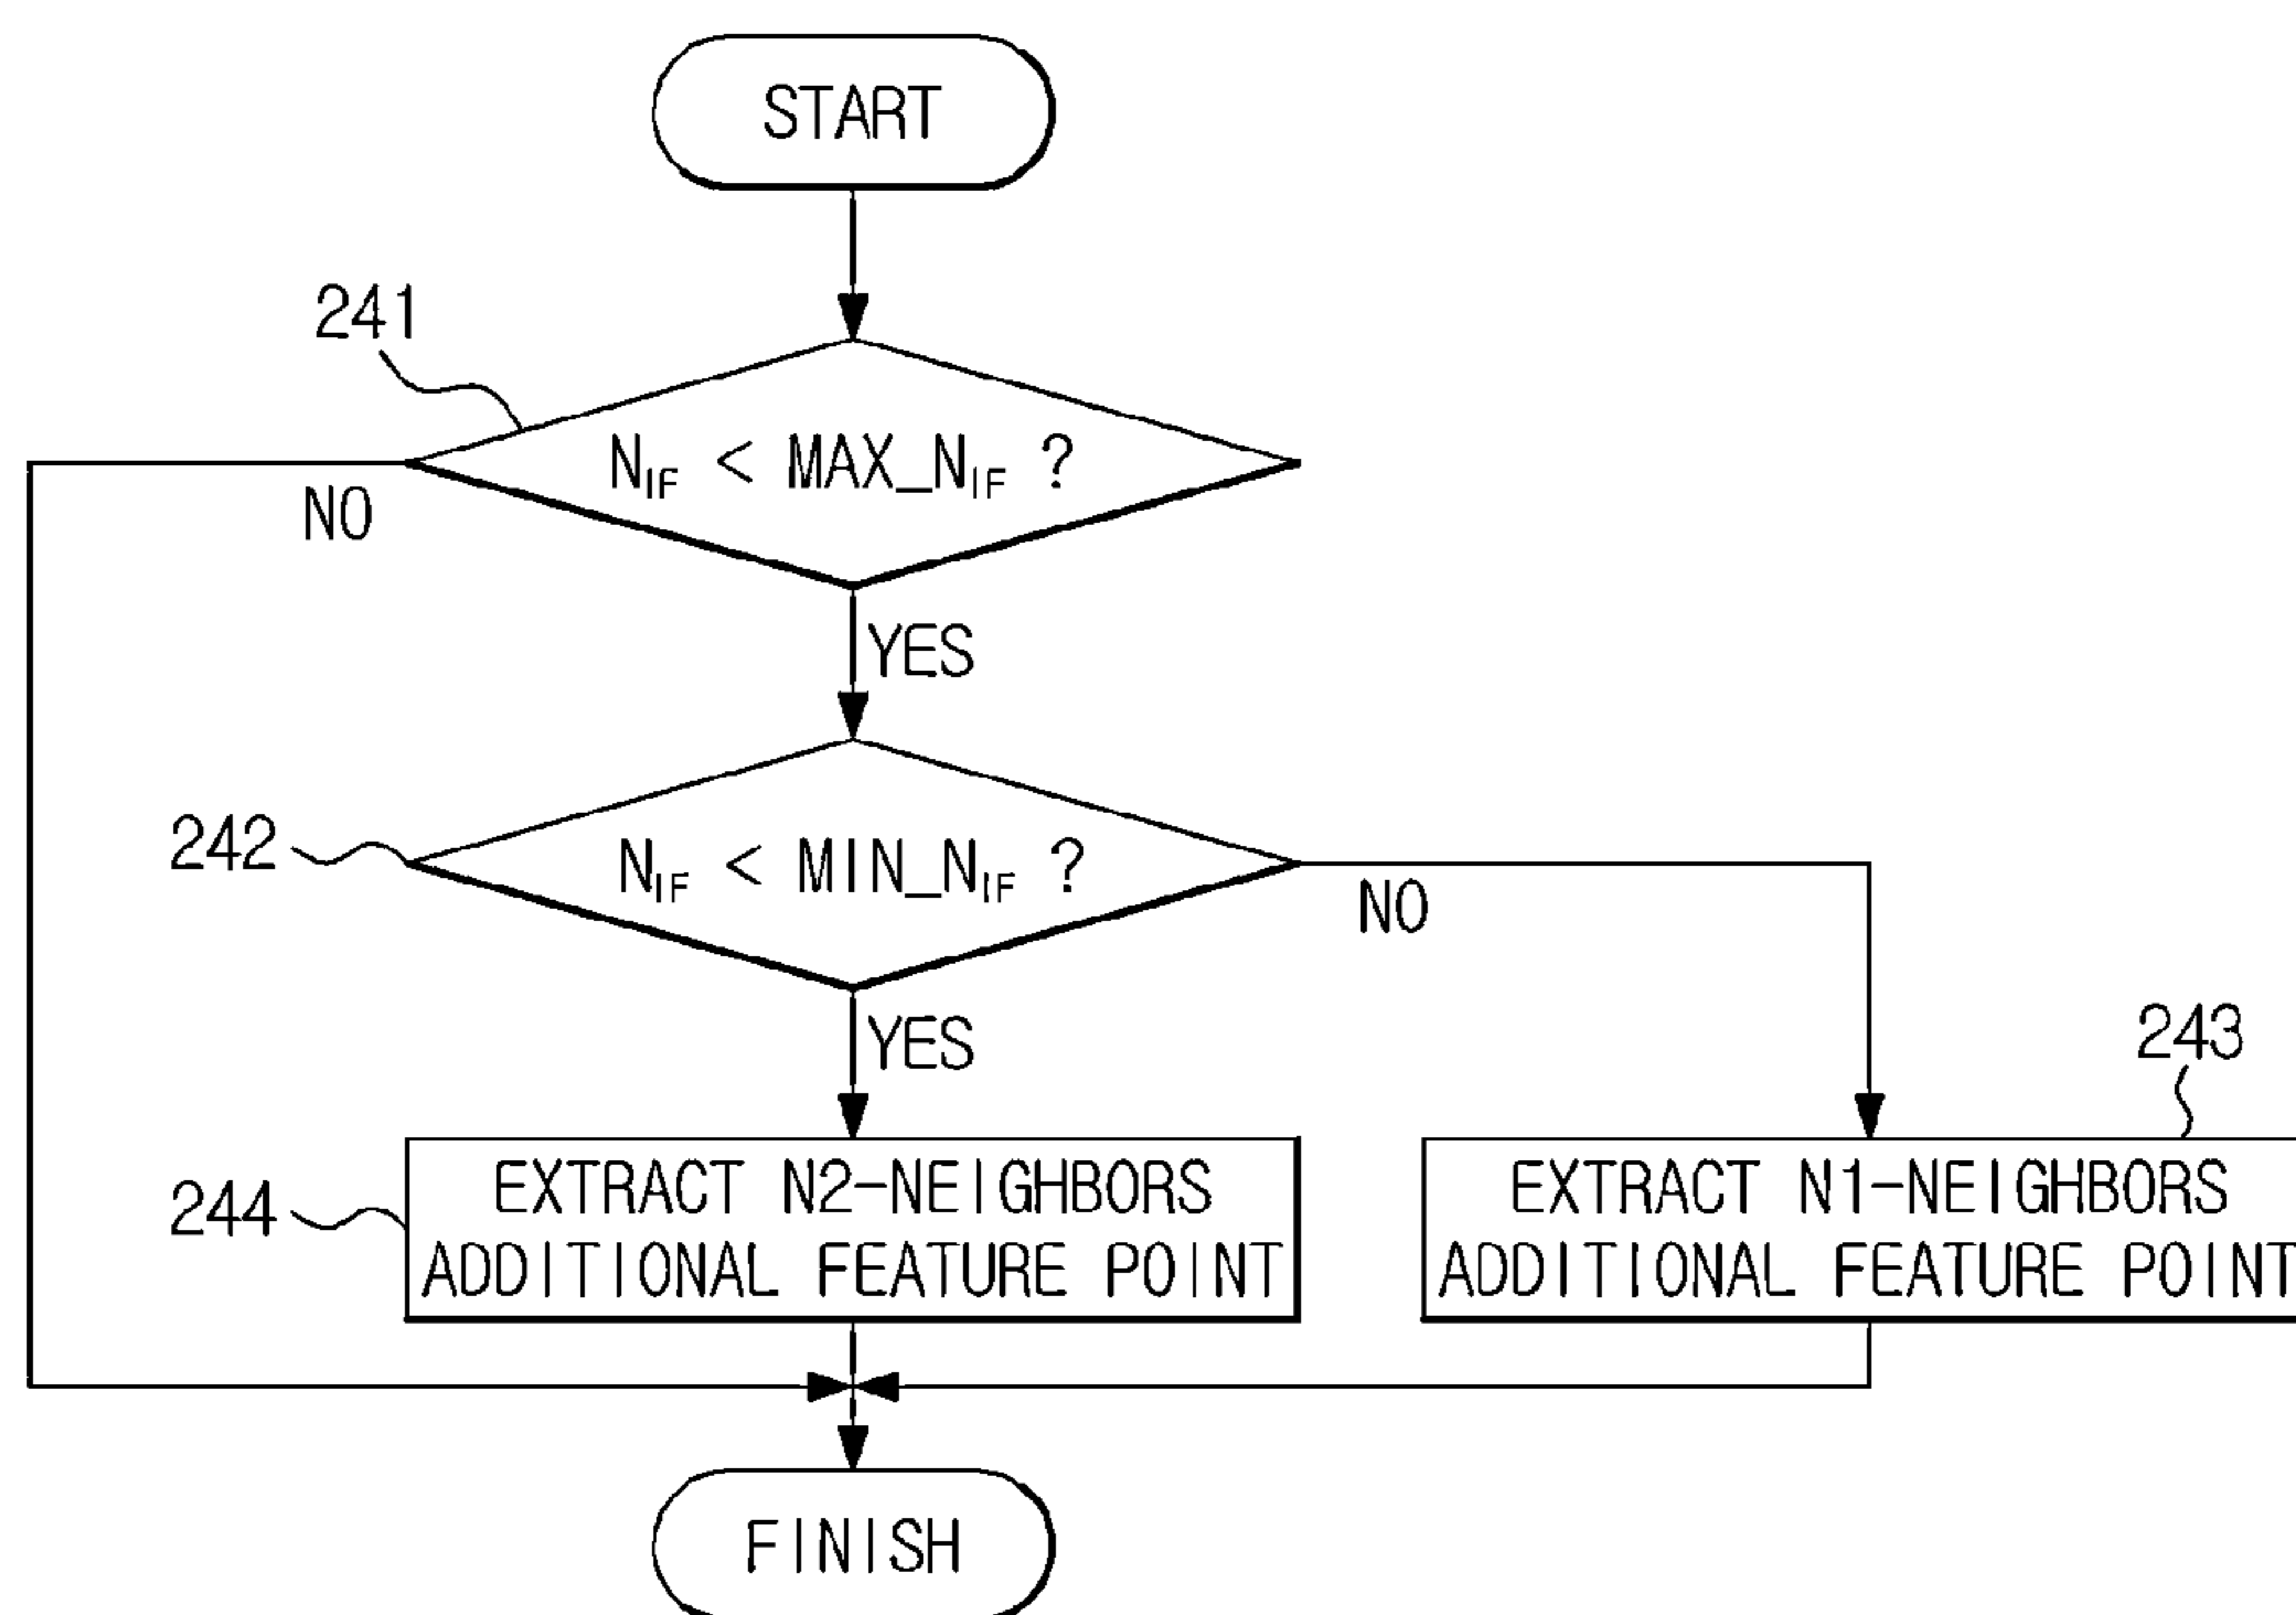 START
241
N_IF < MAX_N_IF ?
NO
YES
242
N_IF < MIN_N_IF ?
NO
YES
243
244
EXTRACT N2-NEIGHBORS
ADDITIONAL FEATURE POINT
EXTRACT N1-NEIGHBORS
ADDITIONAL FEATURE POINT
FINISH